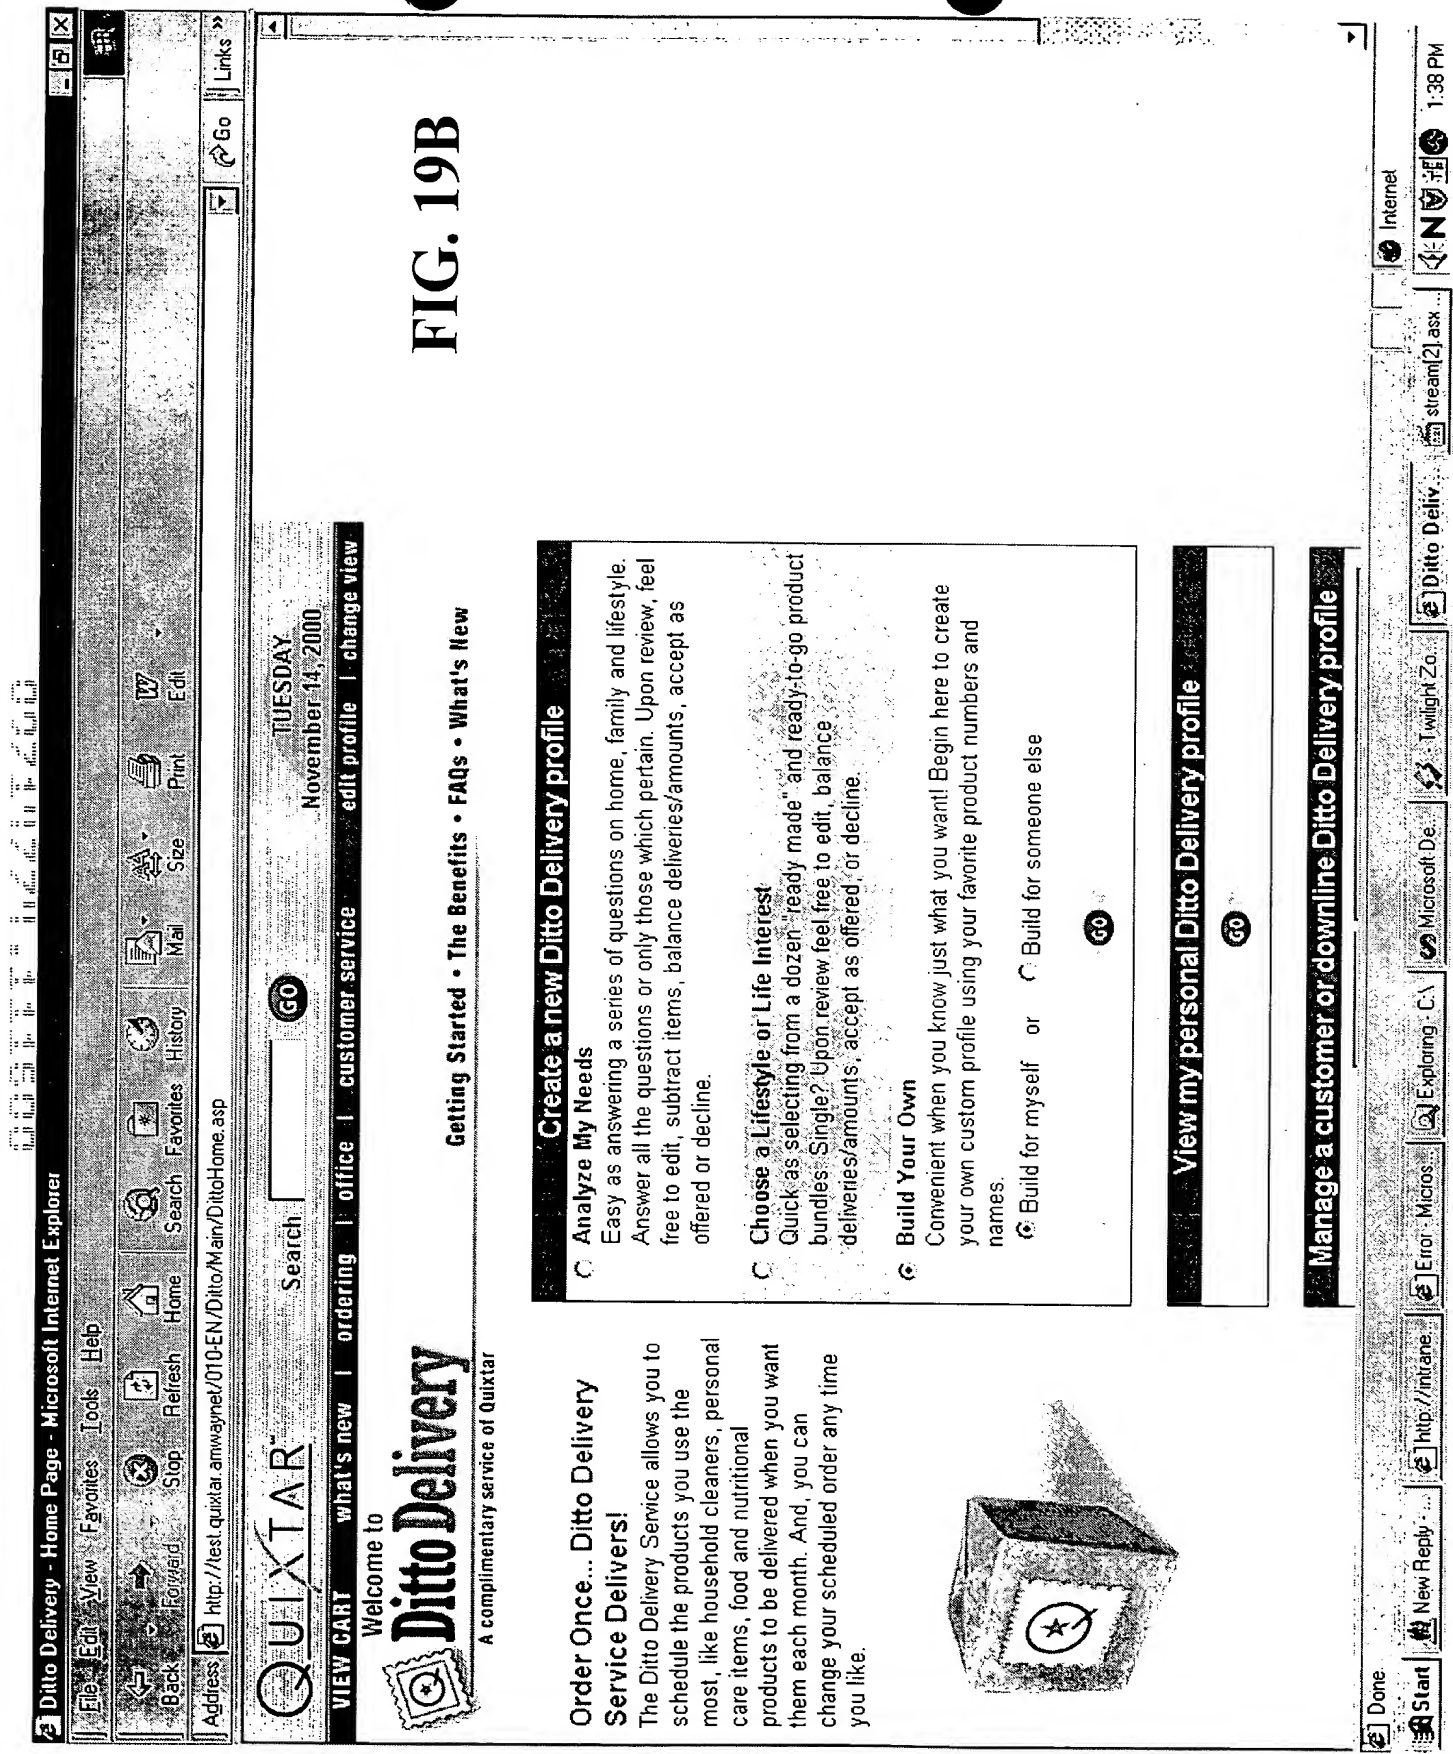 Ditto Delivery - Home Page - Microsoft Internet Explorer
File Edit View Favorites Tools Help
Back Forward Stop Refresh Home Search Favorites History Mail Size Print Edit
Address http://test.quixtar.amwaynet/010-EN/Ditto/Main/DittoHome.asp Go Links »
QUIXTAR™ Search GO TUESDAY
November 14, 2000
VIEW CART what's new | ordering | office | customer service edit profile | change view
Welcome to
Ditto Delivery
A complimentary service of Quixtar
Getting Started • The Benefits • FAQs • What's New
FIG. 19B
Order Once... Ditto Delivery
Service Delivers!
The Ditto Delivery Service allows you to
schedule the products you use the
most, like household cleaners, personal
care items, food and nutritional
products to be delivered when you want
them each month. And, you can
change your scheduled order any time
you like.
Create a new Ditto Delivery profile
Analyze My Needs
Easy as answering a series of questions on home, family and lifestyle.
Answer all the questions or only those which pertain. Upon review, feel
free to edit, subtract items, balance deliveries/amounts, accept as
offered or decline.
Choose a Lifestyle or Life Interest
Quick as selecting from a dozen "ready made" and ready-to-go product
bundles. Single? Upon review feel free to edit, balance
deliveries/amounts, accept as offered, or decline.
Build Your Own
Convenient when you know just what you want! Begin here to create
your own custom profile using your favorite product numbers and
names.
Build for myself or Build for someone else
GO
View my personal Ditto Delivery profile
GO
Manage a customer or downline Ditto Delivery profile
Done Internet
Start New Reply -... http://intrane... Error - Micros... Exploring - C:\ Microsoft De... Twilight Zo... Ditto Deliv... stream[2].asx ... 1:38 PM